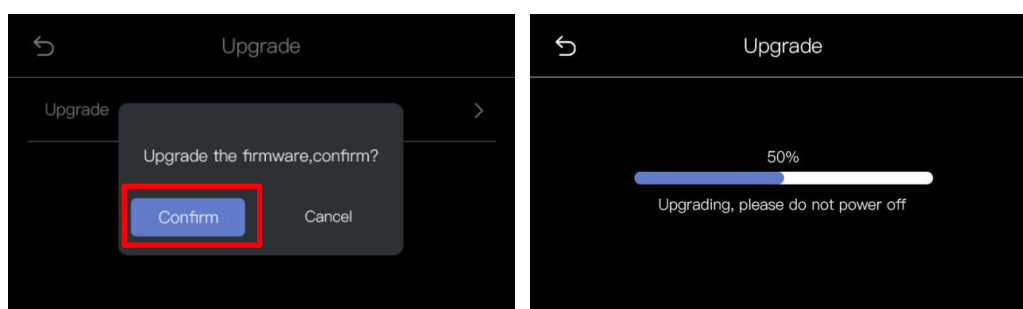 Upgrade
Upgrade
Upgrade the firmware,confirm?
Confirm
Cancel
Upgrade
50%
Upgrading, please do not power off